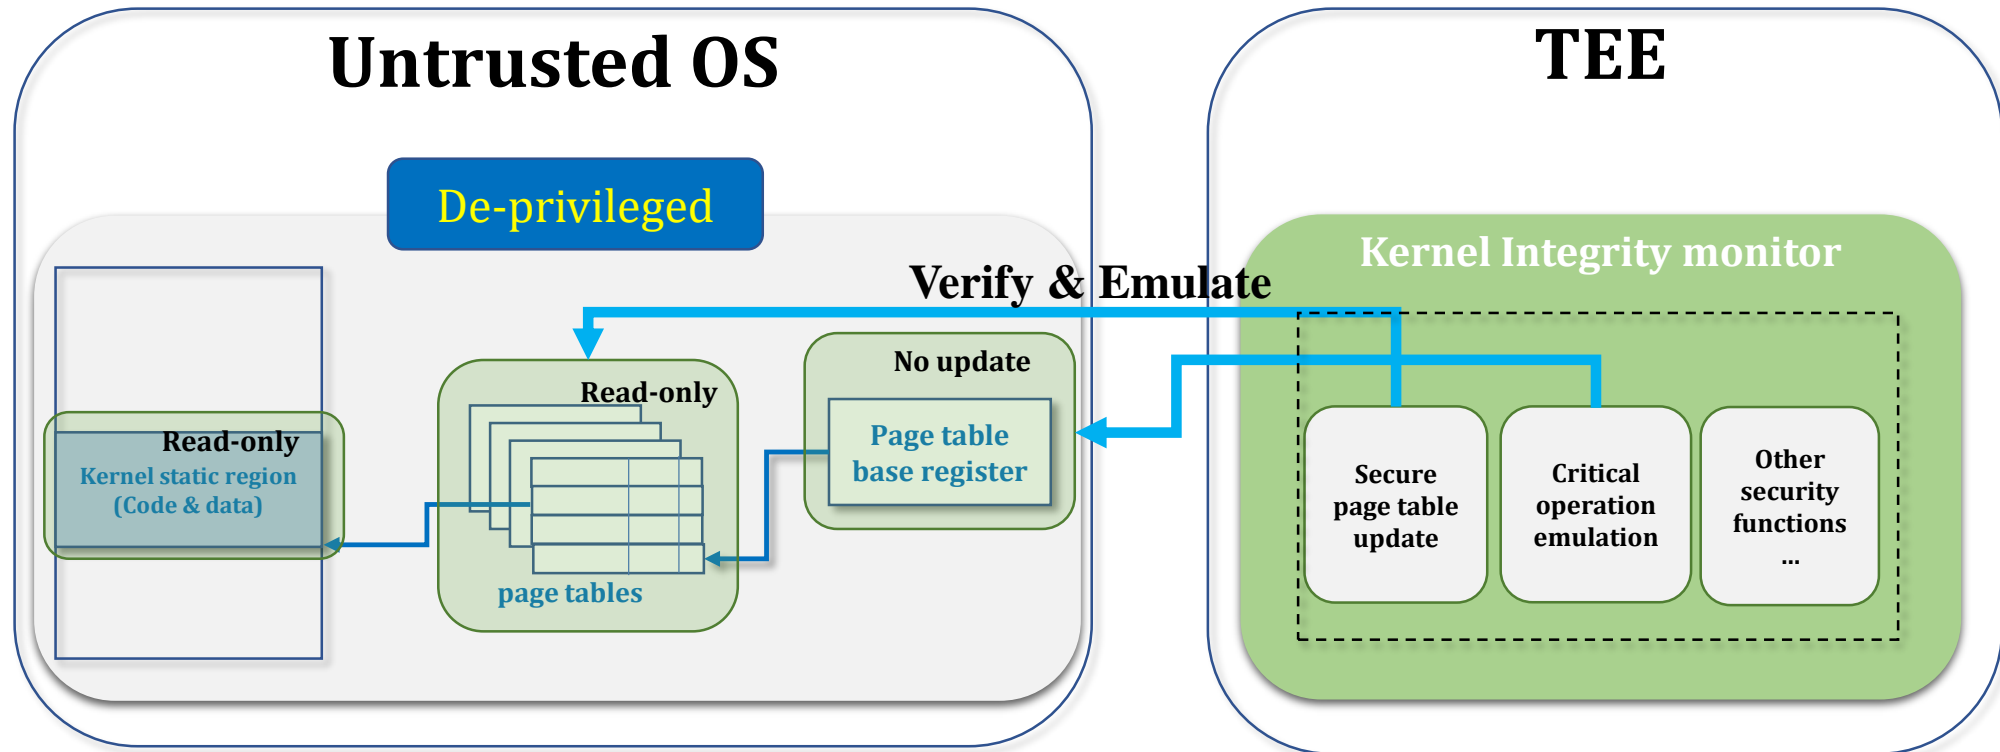 Untrusted OS
De-privileged
Read-only
Kernel static region
(Code & data)
Read-only
page tables
No update
Page table
base register
Verify & Emulate
TEE
Kernel Integrity monitor
Secure
page table
update
Critical
operation
emulation
Other
security
functions
...